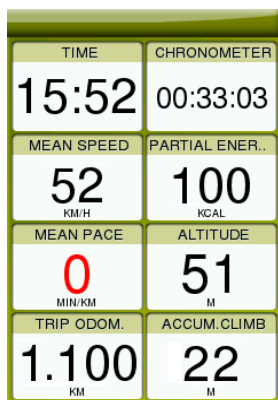 TIME CHRONOMETER
15:52 00:33:03
MEAN SPEED PARTIAL ENER..
52 100
KM/H KCAL
MEAN PACE ALTITUDE
0 51
MIN/KM M
TRIP ODOM. ACCUM.CLIMB
1.100 22
KM M